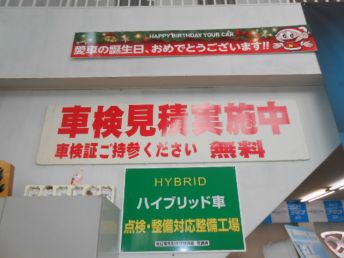 HAPPY BIRTHDAY YOUR CAR
愛車の誕生日、おめでとうございます!!
車検見積実施中
車検証ご持参ください 無料
HYBRID
ハイブリッド車
点検・整備対応整備工場